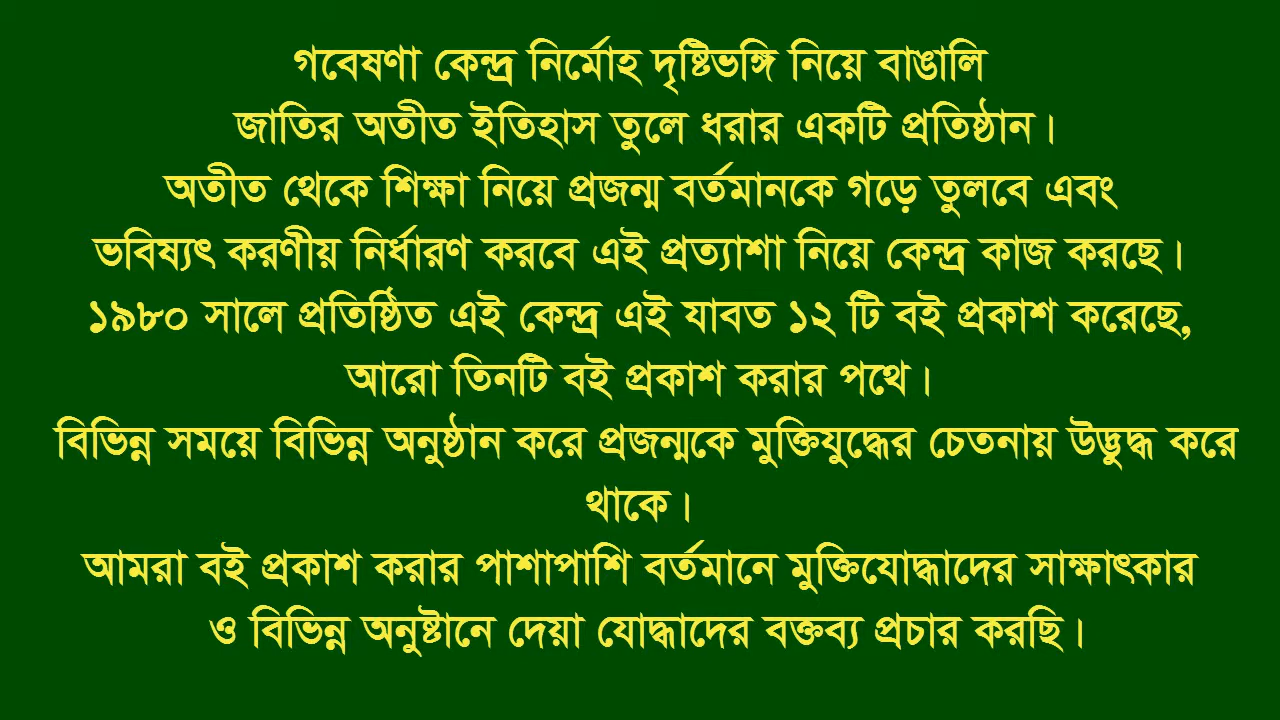 গবেষণা কেন্দ্র নির্মোহ দৃষ্টিভঙ্গি নিয়ে বাঙালি
জাতির অতীত ইতিহাস তুলে ধরার একটি প্রতিষ্ঠান।
অতীত থেকে শিক্ষা নিয়ে প্রজন্ম বর্তমানকে গড়ে তুলবে এবং
ভবিষ্যৎ করণীয় নির্ধারণ করবে এই প্রত্যাশা নিয়ে কেন্দ্র কাজ করছে।
১৯৮০ সালে প্রতিষ্ঠিত এই কেন্দ্র এই যাবত ১২ টি বই প্রকাশ করেছে,
আরো তিনটি বই প্রকাশ করার পথে।
বিভিন্ন সময়ে বিভিন্ন অনুষ্ঠান করে প্রজন্মকে মুক্তিযুদ্ধের চেতনায় উদ্ভুদ্ধ করে
থাকে।
আমরা বই প্রকাশ করার পাশাপাশি বর্তমানে মুক্তিযোদ্ধাদের সাক্ষাৎকার
ও বিভিন্ন অনুষ্টানে দেয়া যোদ্ধাদের বক্তব্য প্রচার করছি।